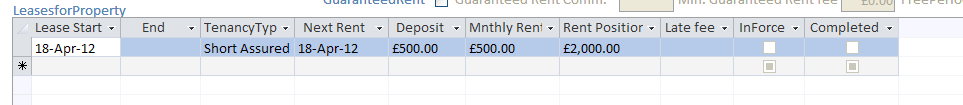 GuaranteedRent Guaranteed Rent Comm. Min. Guaranteed Rent fee £0.00
LeasesforProperty
Lease Start End TenancyTyp Next Rent Deposit Mnthly Rent Rent Position Late fee InForce Completed
18-Apr-12 Short Assured 18-Apr-12 £500.00 £500.00 £2,000.00